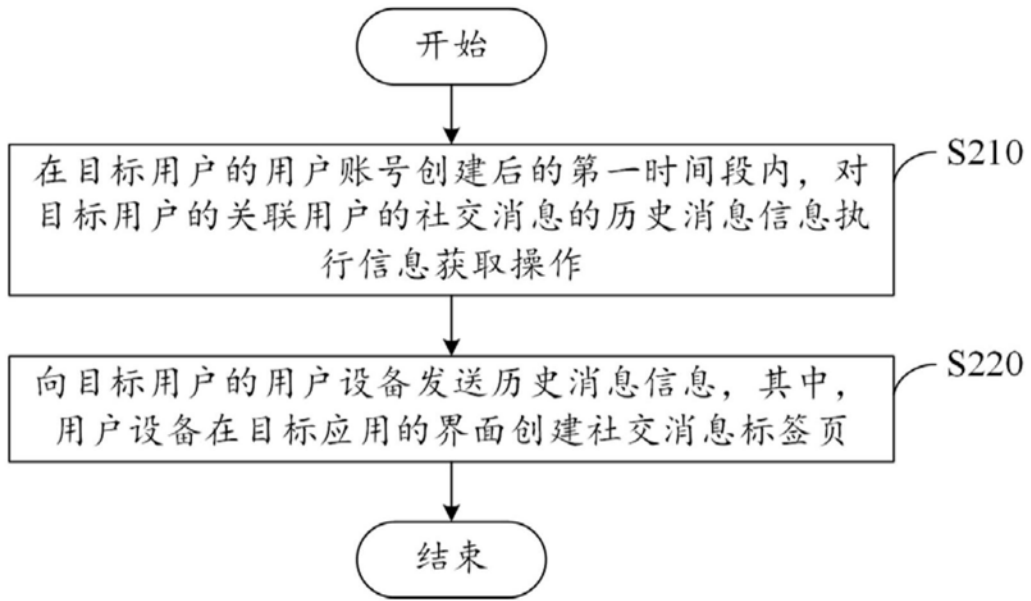 开始
S210
在目标用户的用户账号创建后的第一时间段内，对
目标用户的关联用户的社交消息的历史消息信息执
行信息获取操作
S220
向目标用户的用户设备发送历史消息信息，其中，
用户设备在目标应用的界面创建社交消息标签页
结束